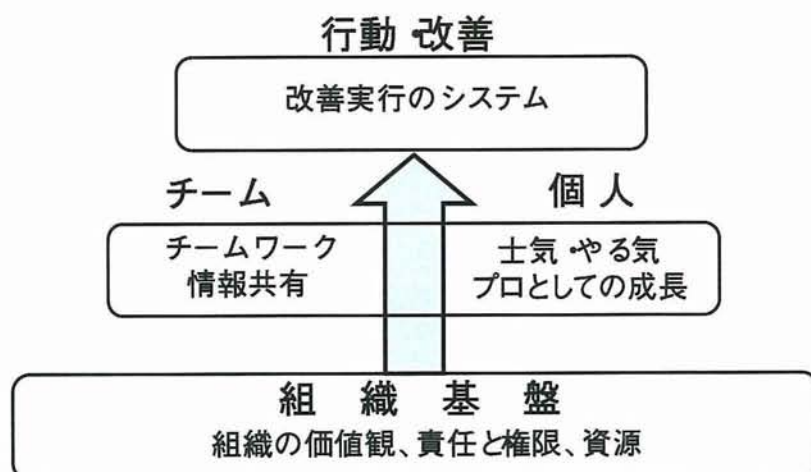 行動・改善
改善実行のシステム
チーム
個人
チームワーク
情報共有
士気・やる気
プロとしての成長
組織基盤
組織の価値観、責任と権限、資源